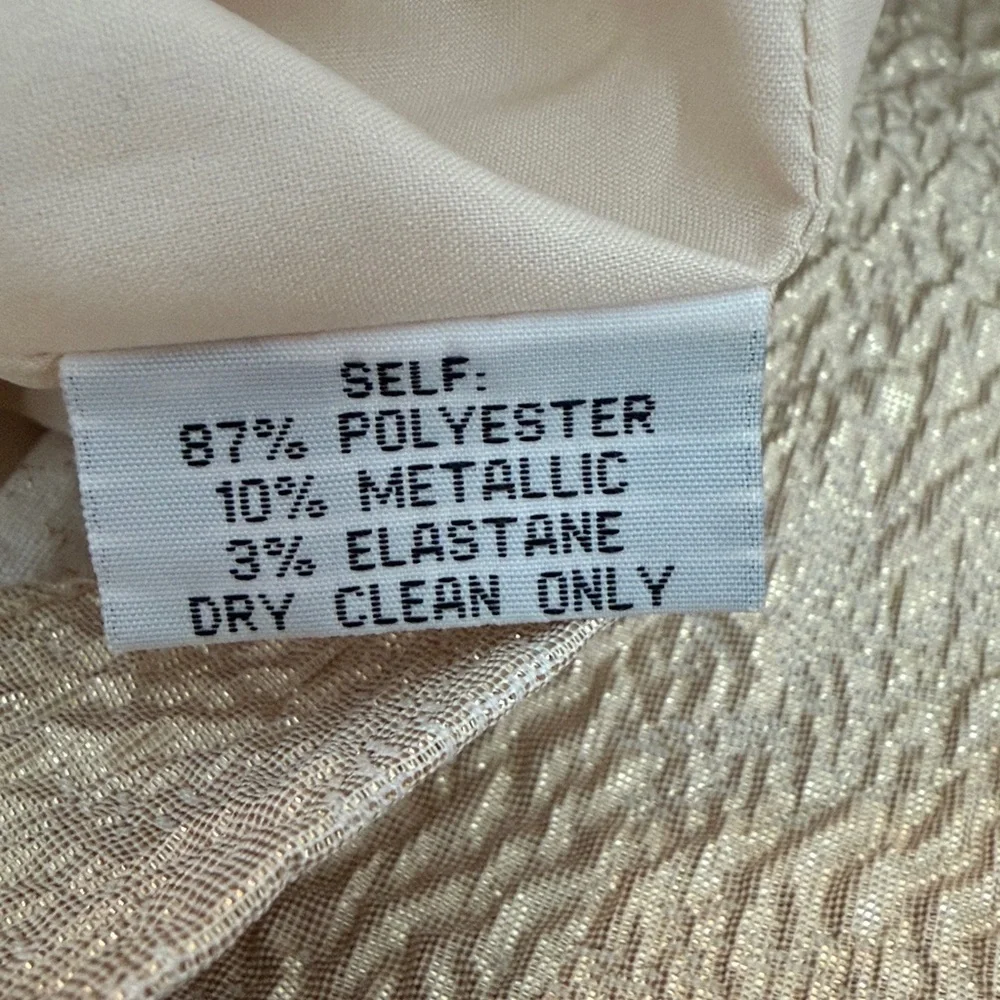 SELF:
87% POLYESTER
10% METALLIC
3% ELASTANE
DRY CLEAN ONLY